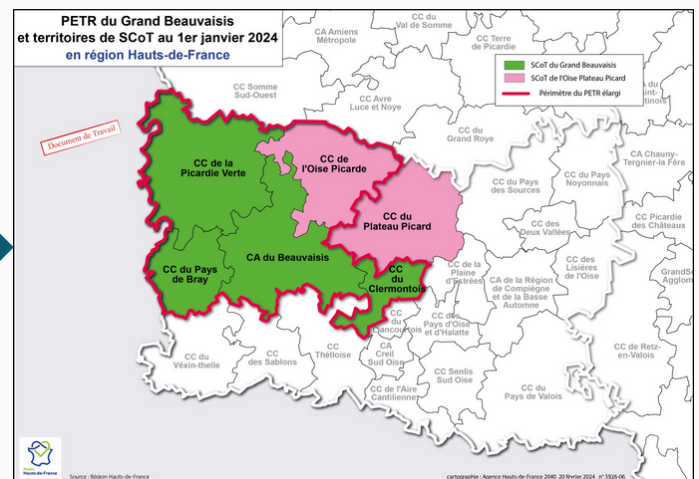 PETR du Grand Beauvaisis
et territoires de SCoT au 1er janvier 2024
en région Hauts-de-France
Document de Travail
SCoT du Grand Beauvaisis
SCoT de l'Oise Plateau Picard
Périmètre du PETR élargi
CC du
Val de Somme
CA Amiens
Métropole
CC Terre
de Picardie
CC Somme
Sud-Ouest
CC Avre
Luce et Noye
CC du
Grand Roye
CA Chauny-
Tergnier-la Fère
CC de la
Picardie Verte
CC de
l'Oise Picarde
CC du
Plateau Picard
CC du Pays
des Sources
CC du Pays
Noyonnais
CC Picardie
des Châteaux
CC des
Deux Vallées
CA du Beauvaisis
CC du Pays
de Bray
CC
du
Clermontois
CC de la
Plaine
d'Estrées
CA de la Région
de Compiègne
et de la Basse
Automne
CC des
Lisières
de l'Oise
GrandSo
Agglom
CC
du
Liancourtois
CC des
Pays d'Oise
et d'Halatte
CC du
Véxin-thelle
CC
des Sablons
CC
Thélloise
CA
Creil
Sud Oise
CC de Retz-
en-Valois
CC Senlis
Sud Oise
CC de l'Aire
Cantilienne
CC du
Pays de Valois
Région
Hauts-de-France
Source : Région Hauts-de-France
cartographie : Agence Hauts-de-France 2040 20 février 2024 n° 5926-06